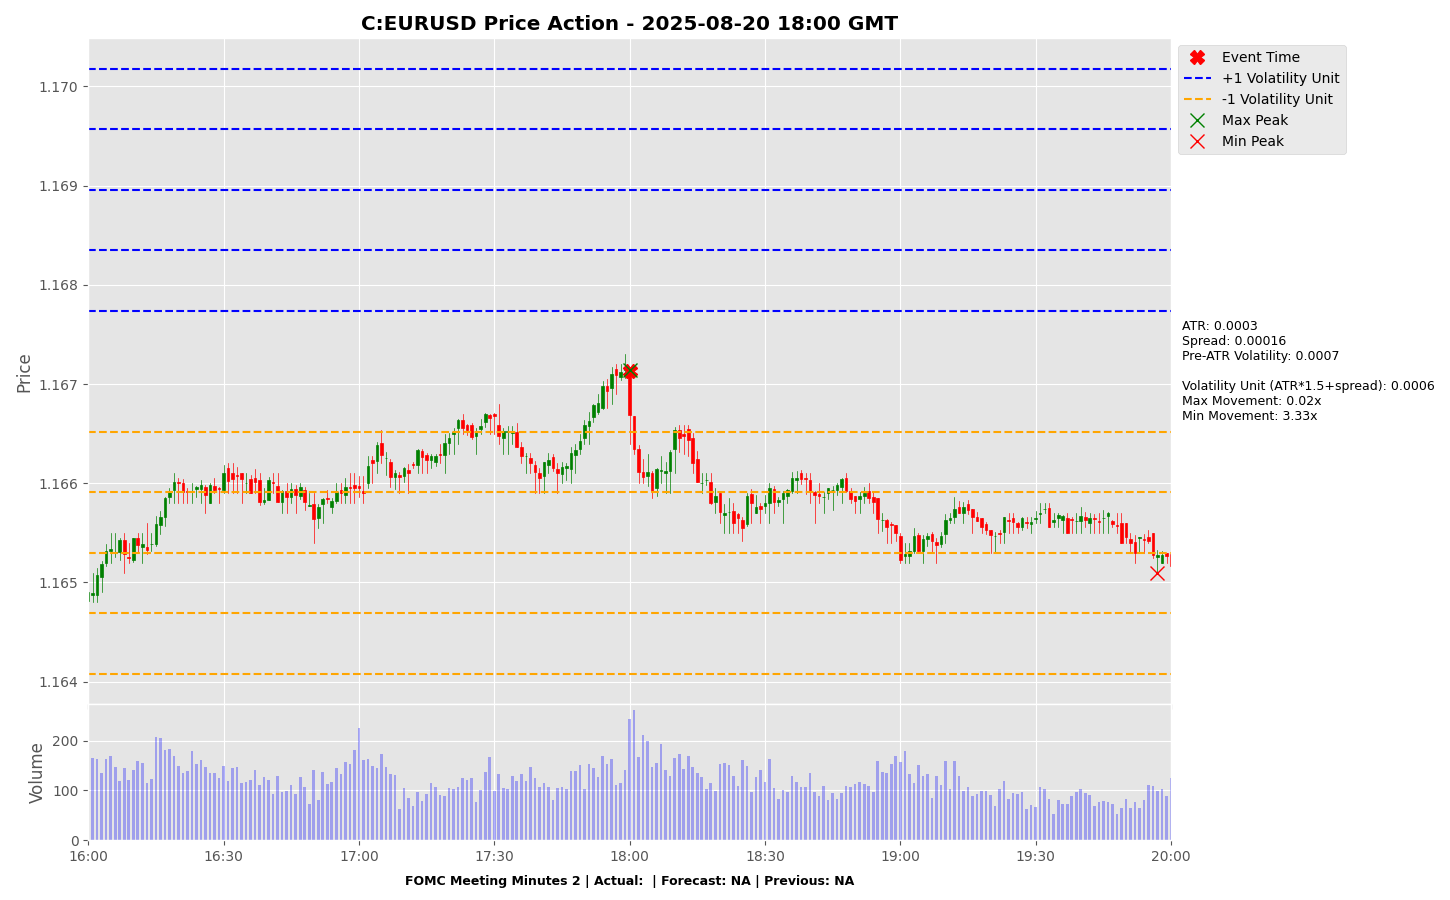 C:EURUSD Price Action - 2025-08-20 18:00 GMT
Event Time
+1 Volatility Unit
-1 Volatility Unit
Max Peak
Min Peak
1.170
1.169
1.168
1.167
1.166
1.165
1.164
Price
ATR: 0.0003
Spread: 0.00016
Pre-ATR Volatility: 0.0007
Volatility Unit (ATR*1.5+spread): 0.0006
Max Movement: 0.02x
Min Movement: 3.33x
200
100
0
Volume
16:00 16:30 17:00 17:30 18:00 18:30 19:00 19:30 20:00
FOMC Meeting Minutes 2 | Actual:  | Forecast: NA | Previous: NA